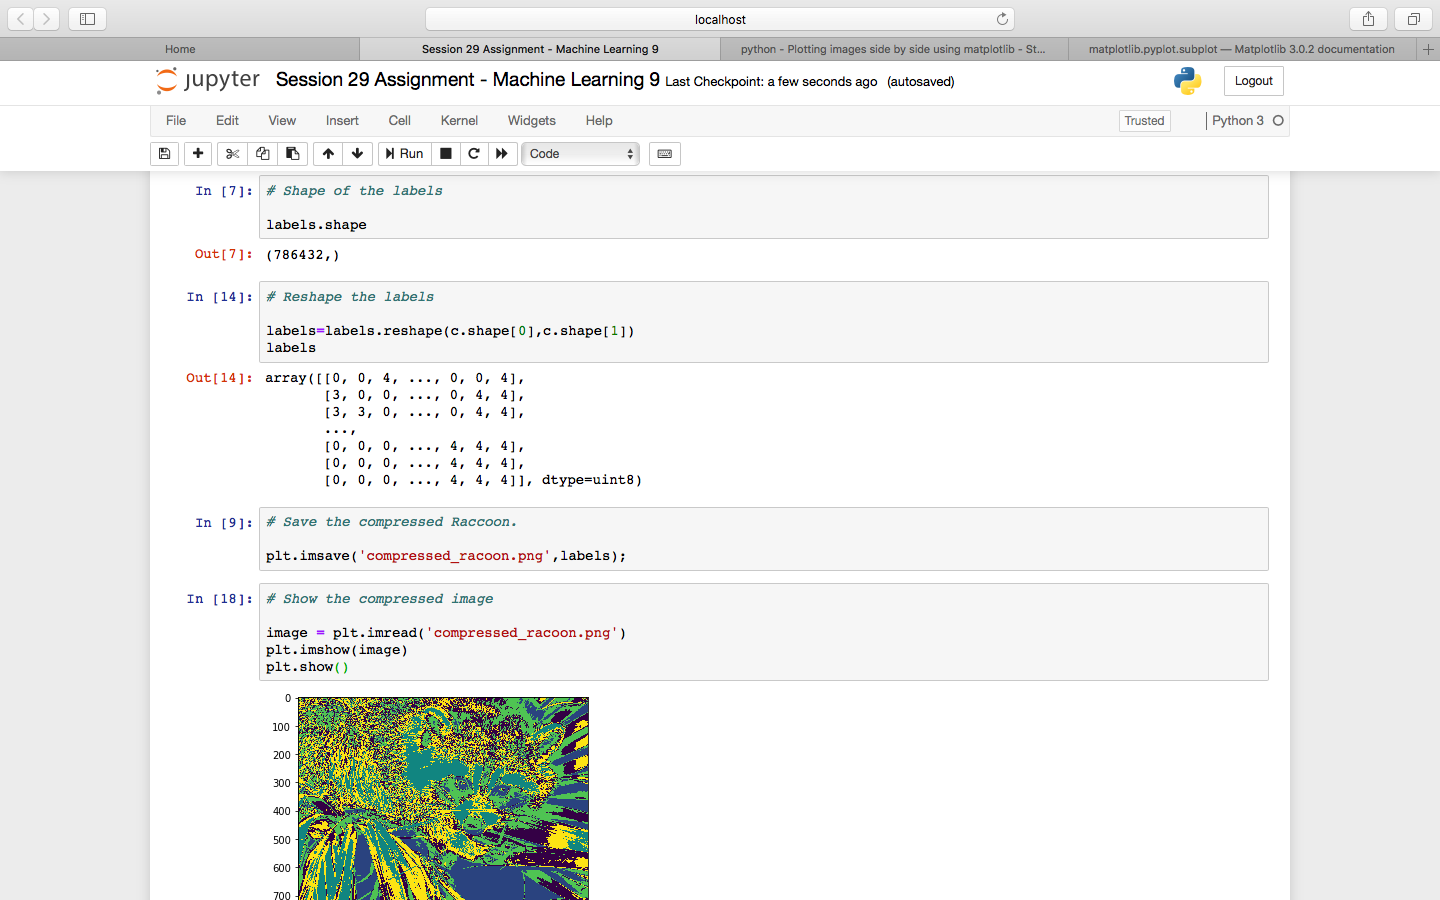 localhost
Home
Session 29 Assignment - Machine Learning 9
python - Plotting images side by side using matplotlib - St...
matplotlib.pyplot.subplot — Matplotlib 3.0.2 documentation
jupyter Session 29 Assignment - Machine Learning 9 Last Checkpoint: a few seconds ago (autosaved)
Logout
File Edit View Insert Cell Kernel Widgets Help
Trusted
Python 3
Run
Code
In [7]: # Shape of the labels
labels.shape
Out[7]: (786432,)
In [14]: # Reshape the labels
labels=labels.reshape(c.shape[0],c.shape[1])
labels
Out[14]: array([[0, 0, 4, ..., 0, 0, 4],
[3, 0, 0, ..., 0, 4, 4],
[3, 3, 0, ..., 0, 4, 4],
...,
[0, 0, 0, ..., 4, 4, 4],
[0, 0, 0, ..., 4, 4, 4],
[0, 0, 0, ..., 4, 4, 4]], dtype=uint8)
In [9]: # Save the compressed Raccoon.
plt.imsave('compressed_racoon.png',labels);
In [18]: # Show the compressed image
image = plt.imread('compressed_racoon.png')
plt.imshow(image)
plt.show()
0
100
200
300
400
500
600
700